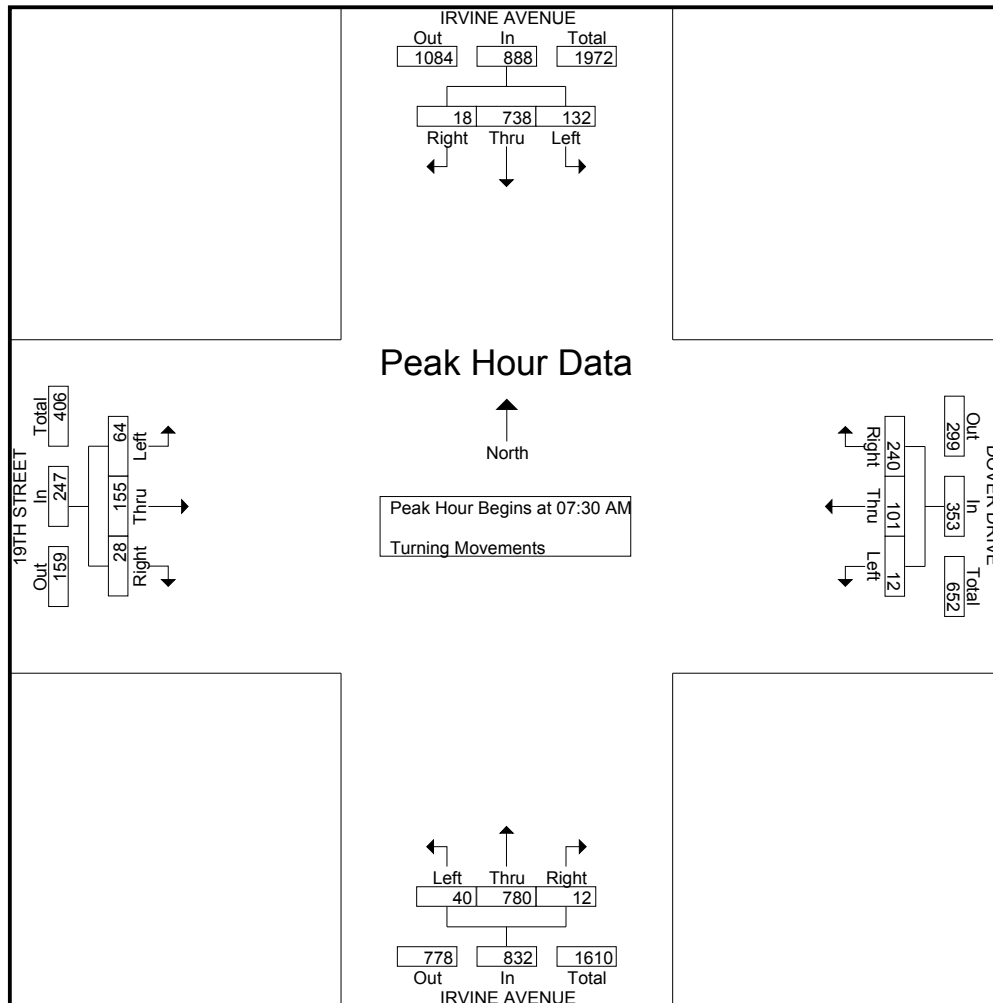 IRVINE AVENUE
Out In Total
1084 888 1972
18 738 132
Right Thru Left
Peak Hour Data
North
Peak Hour Begins at 07:30 AM
Turning Movements
19TH STREET
Total In Out
406 247 159
64 155 28
Left Thru Right
DOVER DRIVE
Out In Total
299 353 652
240 101 12
Right Thru Left
Left Thru Right
40 780 12
778 832 1610
Out In Total
IRVINE AVENUE